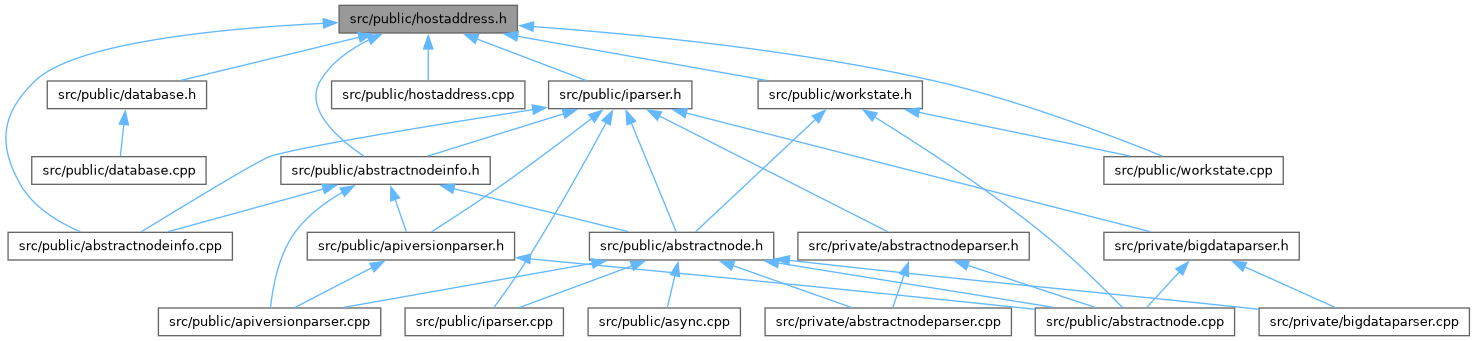 src/public/hostaddress.h
src/public/database.h
src/public/hostaddress.cpp
src/public/iparser.h
src/public/workstate.h
src/public/database.cpp
src/public/abstractnodeinfo.h
src/public/workstate.cpp
src/public/abstractnodeinfo.cpp
src/public/apiversionparser.h
src/public/abstractnode.h
src/private/abstractnodeparser.h
src/private/bigdataparser.h
src/public/apiversionparser.cpp
src/public/iparser.cpp
src/public/async.cpp
src/private/abstractnodeparser.cpp
src/public/abstractnode.cpp
src/private/bigdataparser.cpp